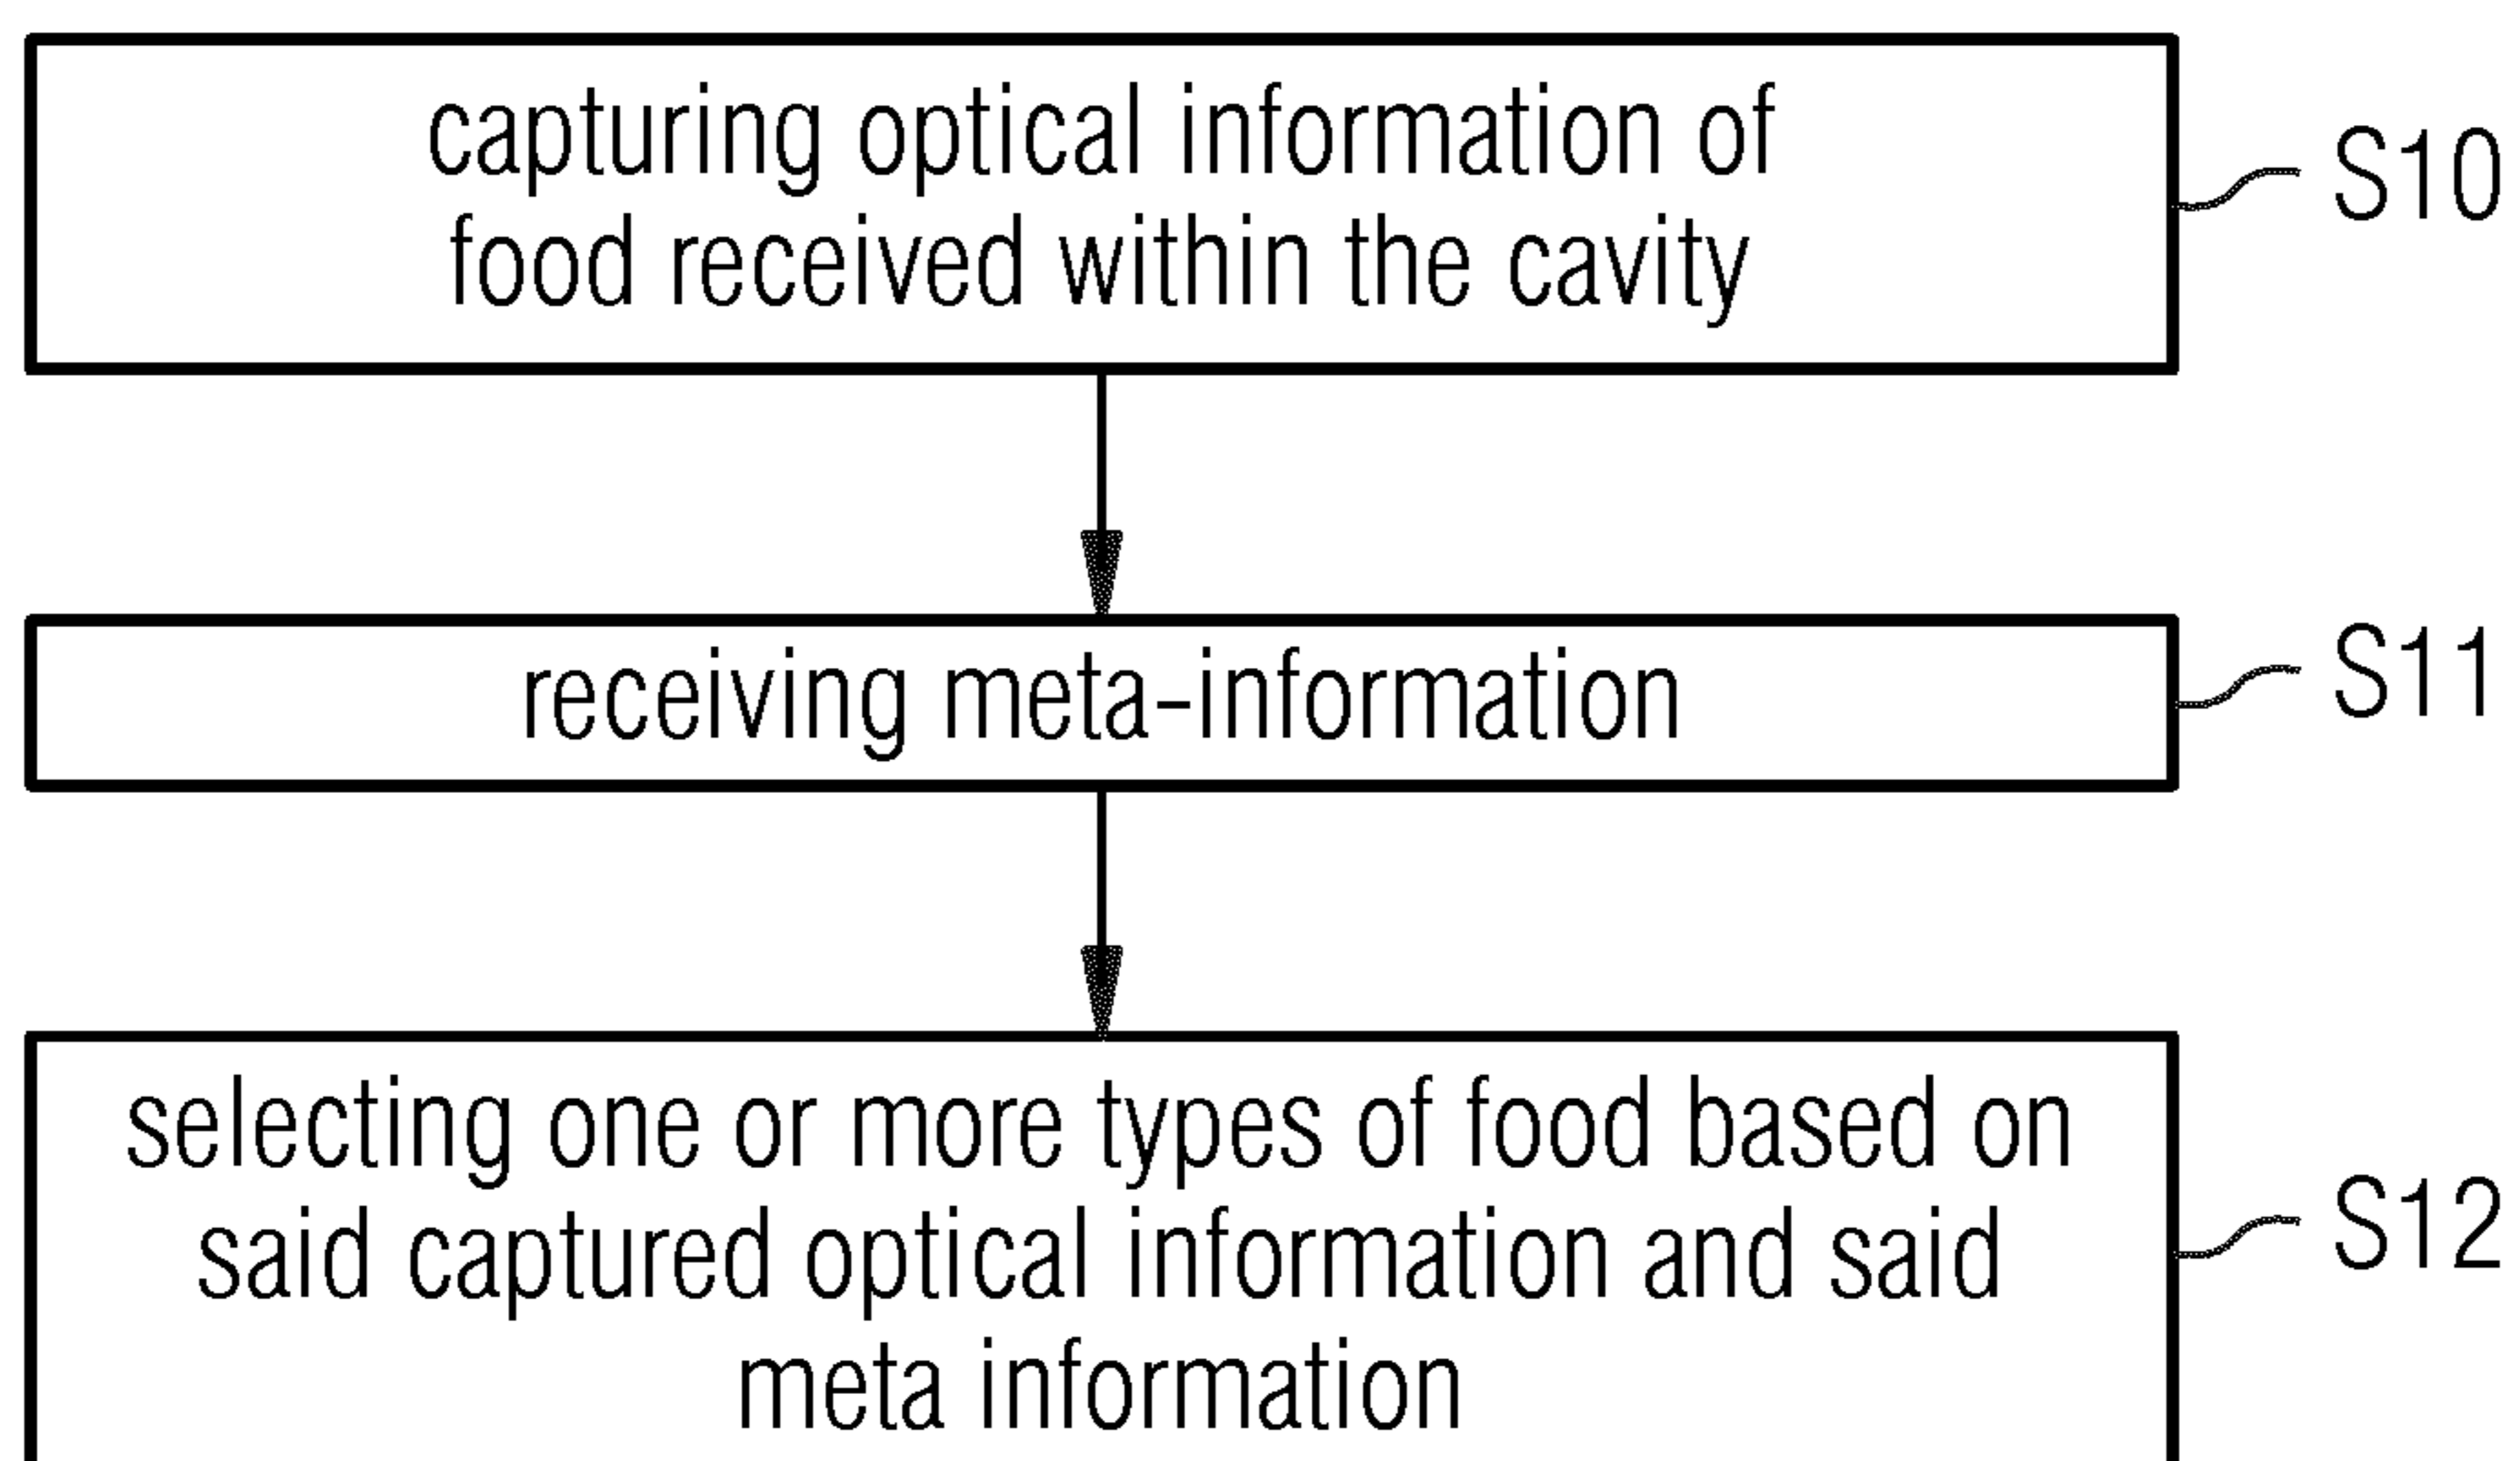 capturing optical information of
food received within the cavity
S10
receiving meta-information
S11
selecting one or more types of food based on
said captured optical information and said
meta information
S12